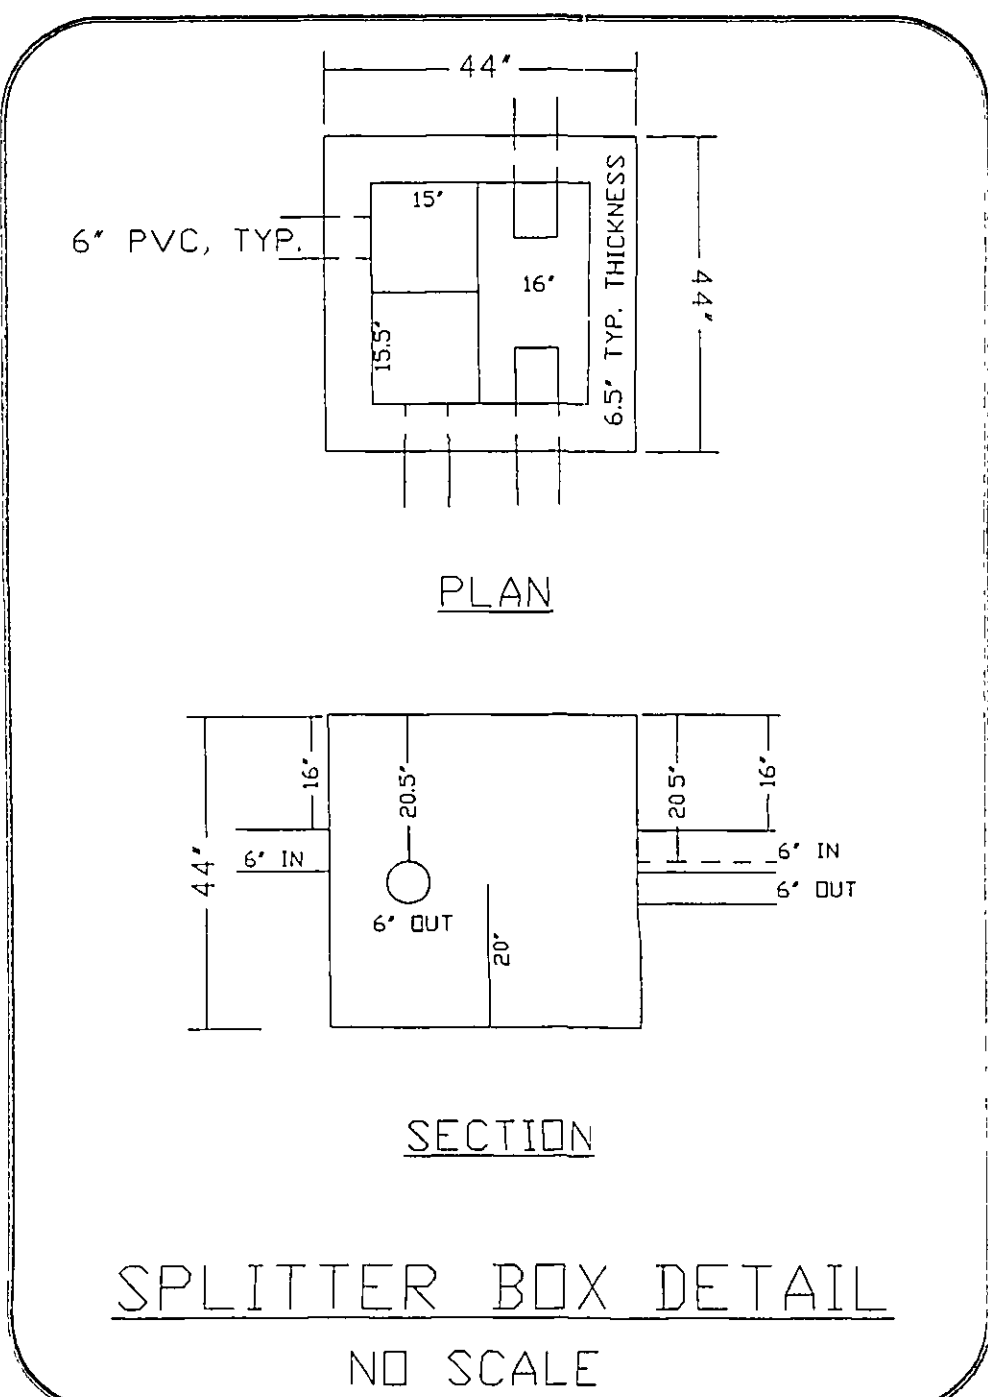 44"
15"
6" PVC, TYP.
16"
15.5"
6.5" TYP. THICKNESS
44"
PLAN
16"
20.5"
20.5"
16"
44"
6" IN
6" IN
6" OUT
6" OUT
20"
SECTION
SPLITTER BOX DETAIL
NO SCALE